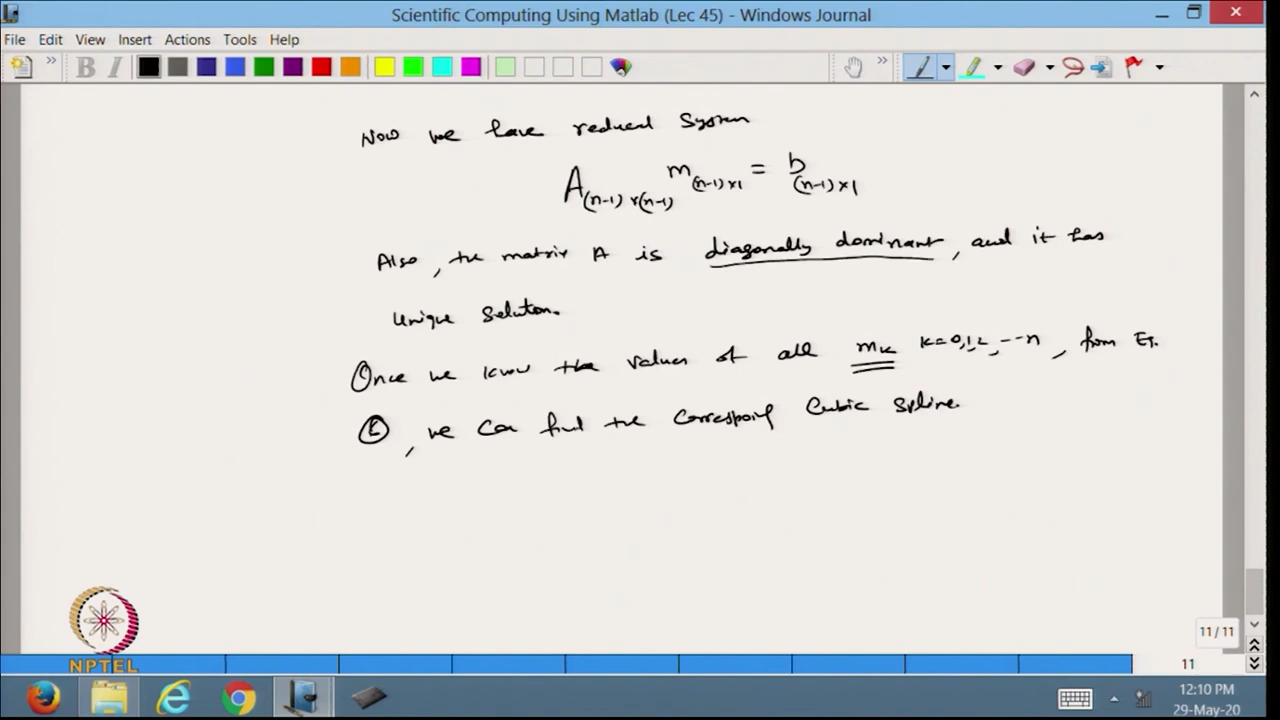 Scientific Computing Using Matlab (Lec 45) - Windows Journal
File Edit View Insert Actions Tools Help
Now we have reduced System
A(n-1)×(n-1) m(n-1)×1 = b(n-1)×1
Also, the matrix A is diagonally dominant, and it has
unique solution.
Once we know the values of all mk k=0,1,2,---n, from Eq.
, we can find the Cubic Spline.
11 / 11
NPTEL
11
12:10 PM
29-May-20